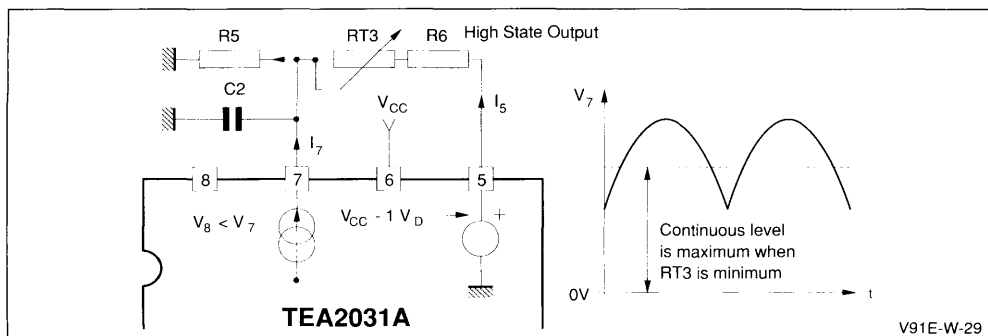 R5
RT3
R6
High State Output
C2
V_CC
I_5
I_7
8
7
6
5
V_8 < V_7
V_CC - 1 V_D
+
TEA2031A
V_7
Continuous level
is maximum when
RT3 is minimum
0V
t
V91E-W-29